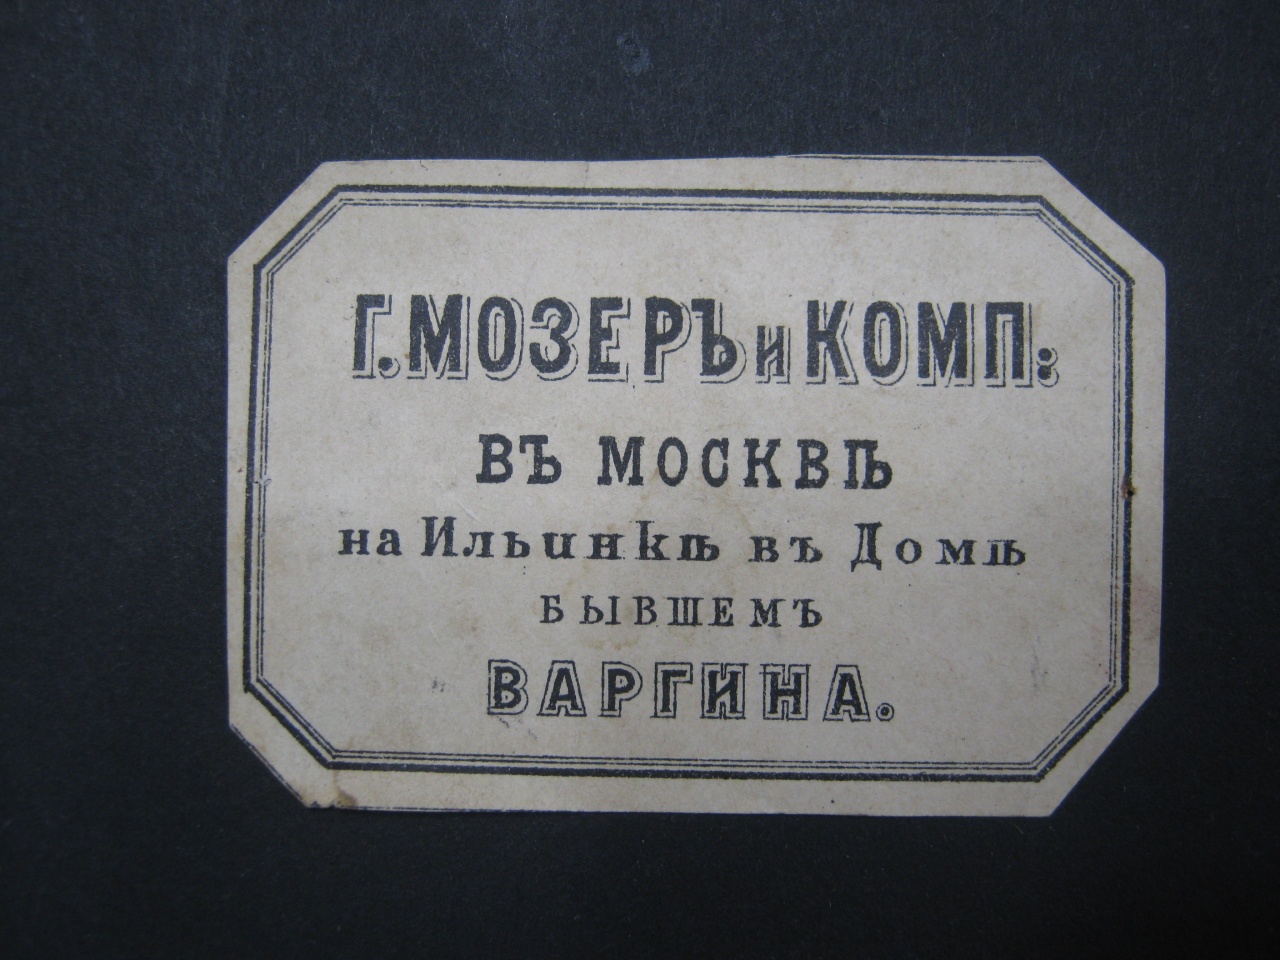 Г. МОЗЕРЪ и КОМП:
ВЪ МОСКВѢ
на Ильинкѣ въ Домѣ
БЫВШЕМЪ
ВАРГИНА.